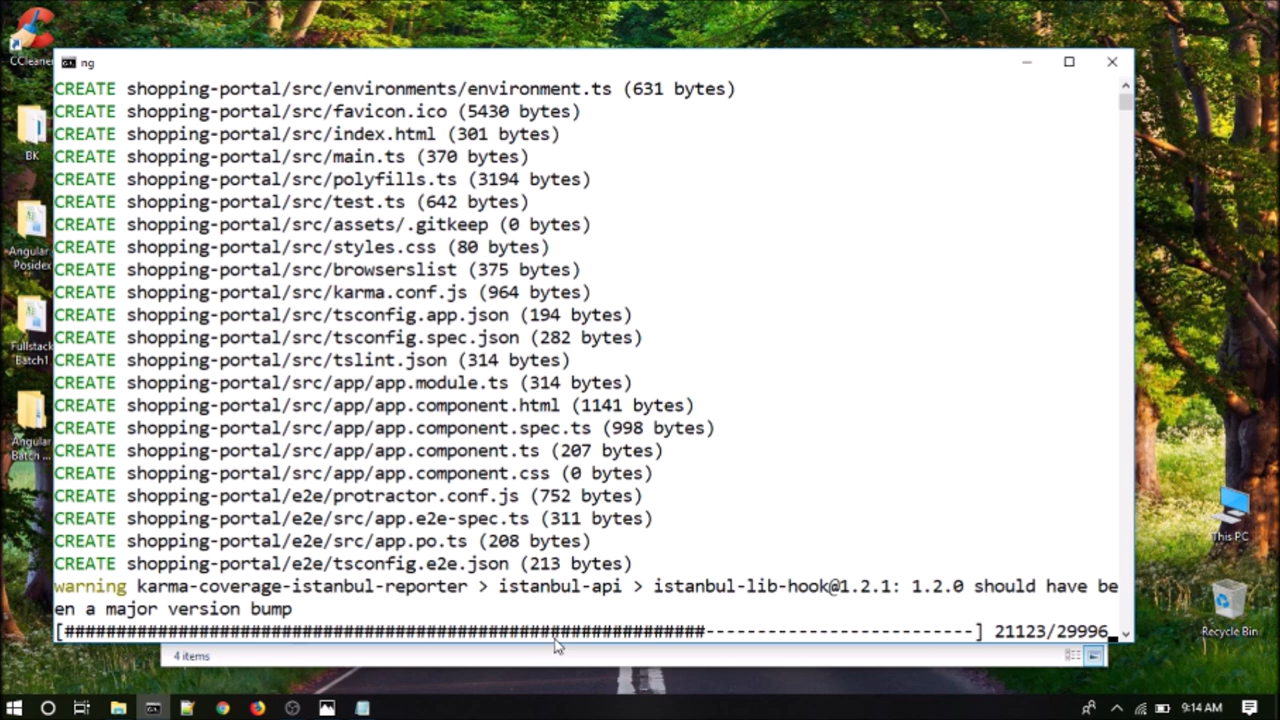 CCleaner
ng
CREATE shopping-portal/src/environments/environment.ts (631 bytes)
CREATE shopping-portal/src/favicon.ico (5430 bytes)
CREATE shopping-portal/src/index.html (301 bytes)
CREATE shopping-portal/src/main.ts (370 bytes)
CREATE shopping-portal/src/polyfills.ts (3194 bytes)
CREATE shopping-portal/src/test.ts (642 bytes)
CREATE shopping-portal/src/assets/.gitkeep (0 bytes)
CREATE shopping-portal/src/styles.css (80 bytes)
CREATE shopping-portal/src/browserslist (375 bytes)
CREATE shopping-portal/src/karma.conf.js (964 bytes)
CREATE shopping-portal/src/tsconfig.app.json (194 bytes)
CREATE shopping-portal/src/tsconfig.spec.json (282 bytes)
CREATE shopping-portal/src/tslint.json (314 bytes)
CREATE shopping-portal/src/app/app.module.ts (314 bytes)
CREATE shopping-portal/src/app/app.component.html (1141 bytes)
CREATE shopping-portal/src/app/app.component.spec.ts (998 bytes)
CREATE shopping-portal/src/app/app.component.ts (207 bytes)
CREATE shopping-portal/src/app/app.component.css (0 bytes)
CREATE shopping-portal/e2e/protractor.conf.js (752 bytes)
CREATE shopping-portal/e2e/src/app.e2e-spec.ts (311 bytes)
CREATE shopping-portal/e2e/src/app.po.ts (208 bytes)
CREATE shopping-portal/e2e/tsconfig.e2e.json (213 bytes)
warning karma-coverage-istanbul-reporter > istanbul-api > istanbul-lib-hook@1.2.1: 1.2.0 should have be
en a major version bump
[##############################################################--------------------------] 21123/29996
4 items
BK
Angular
Posidex
Fullstack
Batch1
Angular
Batch ...
This PC
Recycle Bin
9:14 AM